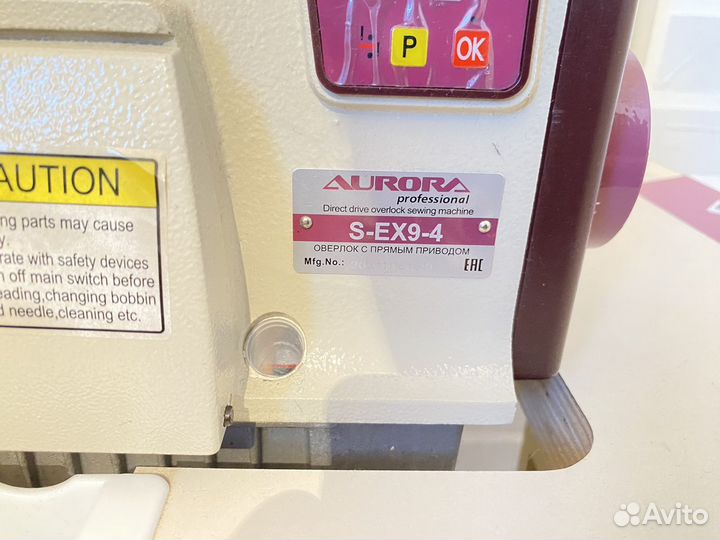 P
OK
AURORA
professional
Direct drive overlock sewing machine
S-EX9-4
ОВЕРЛОК С ПРЯМЫМ ПРИВОДОМ
Mfg.No.:
EAC
AUTION
ng parts may cause
y.
rate with safety devices
n off main switch before
eading,changing bobbin
d needle,cleaning etc.
Avito